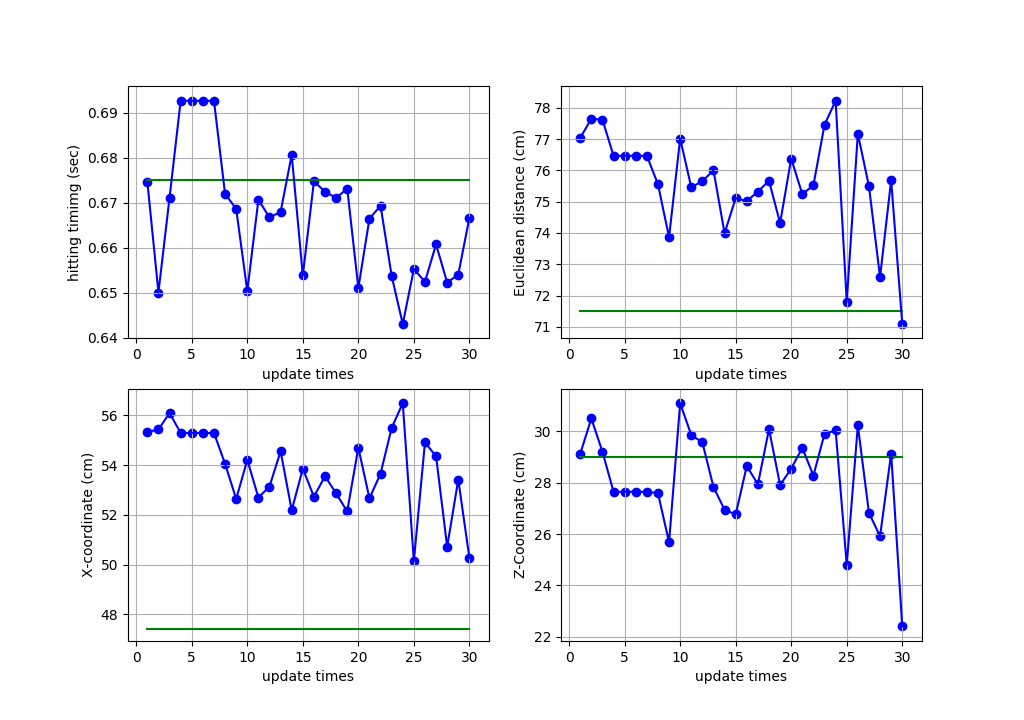 hitting timimg (sec)
0.69
0.68
0.67
0.66
0.65
0.64
0 5 10 15 20 25 30
update times
Euclidean distance (cm)
78
77
76
75
74
73
72
71
0 5 10 15 20 25 30
update times
X-coordinate (cm)
56
54
52
50
48
0 5 10 15 20 25 30
update times
Z-Coordinate (cm)
30
28
26
24
22
0 5 10 15 20 25 30
update times